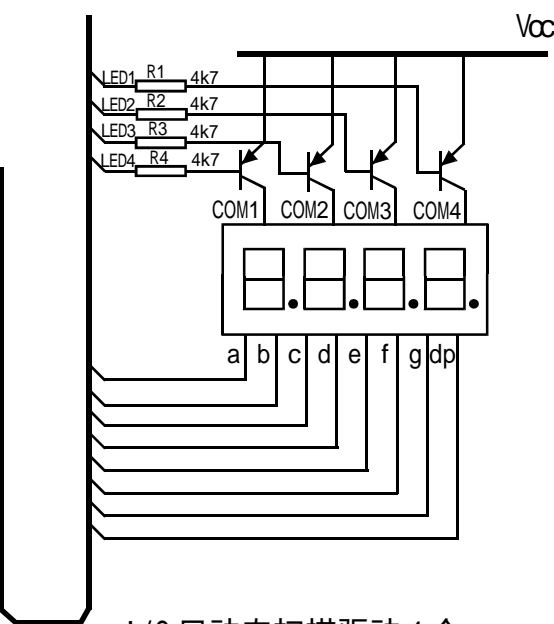 Vcc
LED1 R1 4k7
LED2 R2 4k7
LED3 R3 4k7
LED4 R4 4k7
COM1 COM2 COM3 COM4
a b c d e f g dp